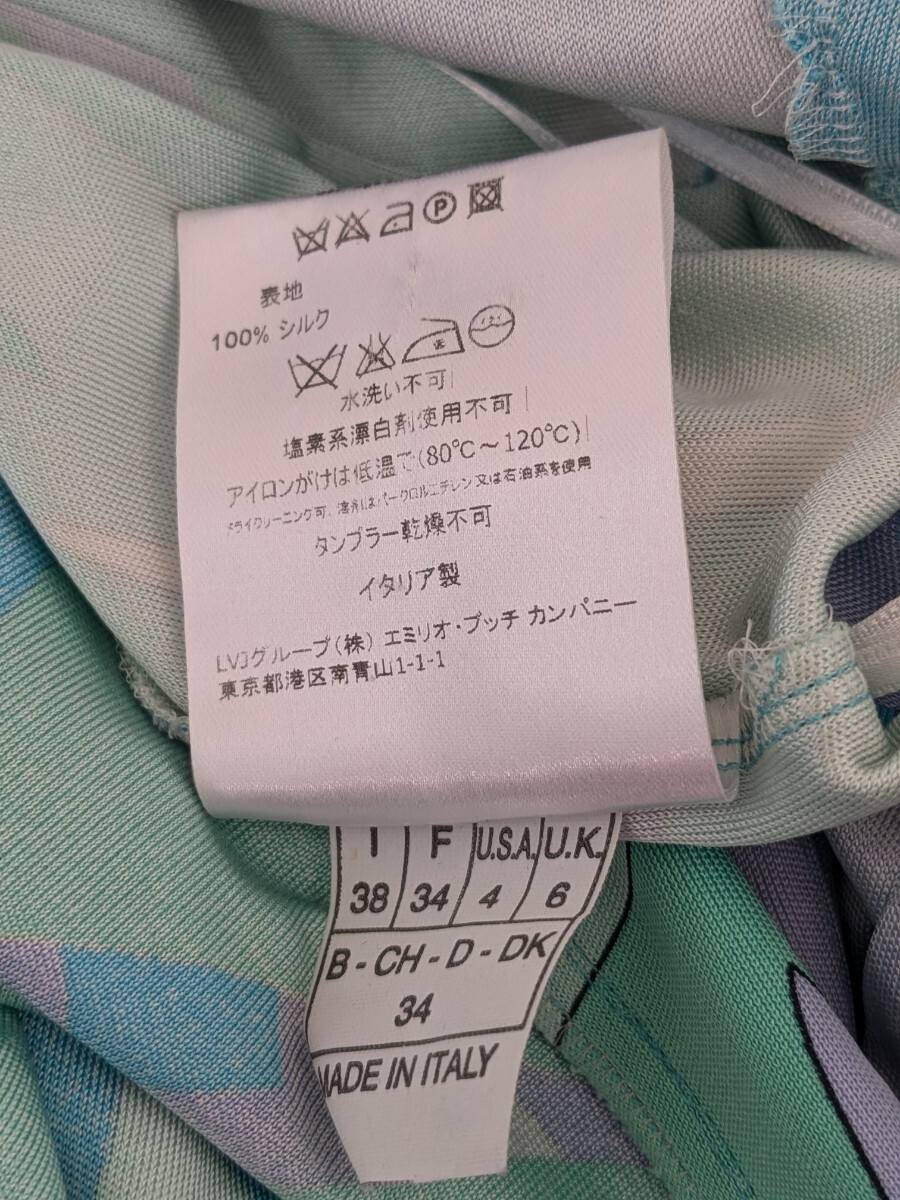 P
表地
100% シルク
水洗い不可
塩素系漂白剤使用不可
アイロンがけは低温で(80℃～120℃)
ドライクリーニング可、溶剤はパークロルエチレン又は石油系を使用
タンブラー乾燥不可
イタリア製
LVJグループ(株) エミリオ・プッチ カンパニー
東京都港区南青山1-1-1
I F U.S.A. U.K.
38 34 4 6
B - CH - D - DK
34
MADE IN ITALY